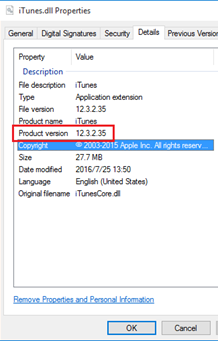 iTunes.dll Properties
General Digital Signatures Security Details Previous Version
Property Value
Description
File description iTunes
Type Application extension
File version 12.3.2.35
Product name iTunes
Product version 12.3.2.35
Copyright © 2003-2015 Apple Inc. All rights reserv...
Size 27.7 MB
Date modified 2016/7/25 13:50
Language English (United States)
Original filename iTunesCore.dll
Remove Properties and Personal Information
OK Cancel